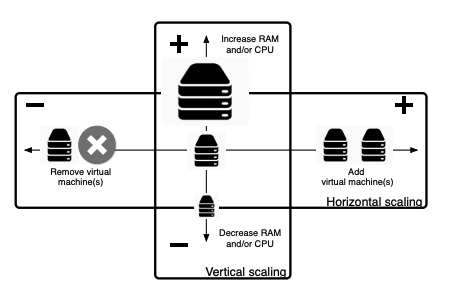 +
Increase RAM
and/or CPU
−
+
Remove virtual
machine(s)
Add
virtual machine(s)
Horizontal scaling
Decrease RAM
and/or CPU
−
Vertical scaling